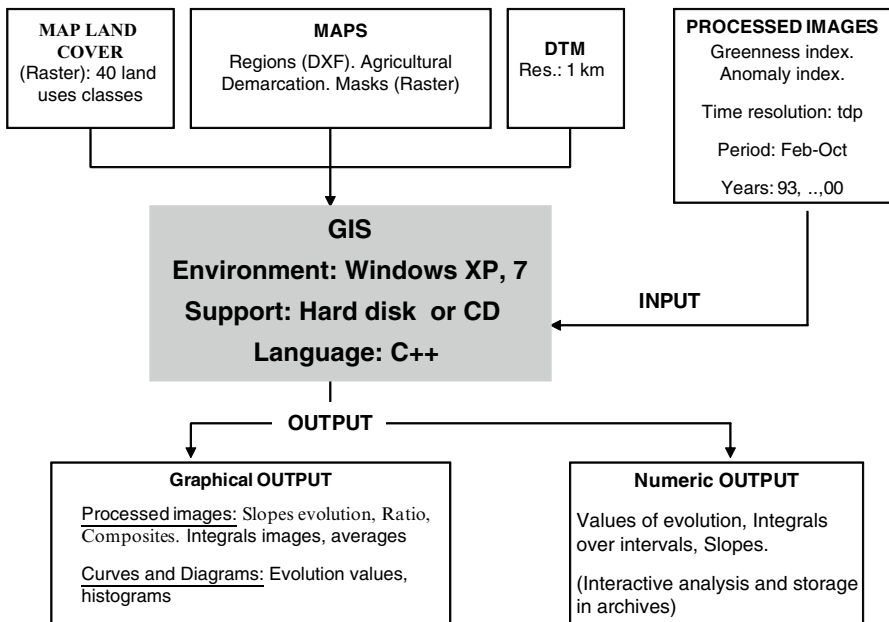 MAP LAND
COVER
(Raster): 40 land
uses classes
MAPS
Regions (DXF). Agricultural
Demarcation. Masks (Raster)
DTM
Res.: 1 km
PROCESSED IMAGES
Greenness index.
Anomaly index.
Time resolution: tdp
Period: Feb-Oct
Years: 93, ..,00
GIS
Environment: Windows XP, 7
Support: Hard disk or CD
Language: C++
INPUT
OUTPUT
Graphical OUTPUT
Processed images: Slopes evolution, Ratio,
Composites. Integrals images, averages
Curves and Diagrams: Evolution values,
histograms
Numeric OUTPUT
Values of evolution, Integrals
over intervals, Slopes.
(Interactive analysis and storage
in archives)